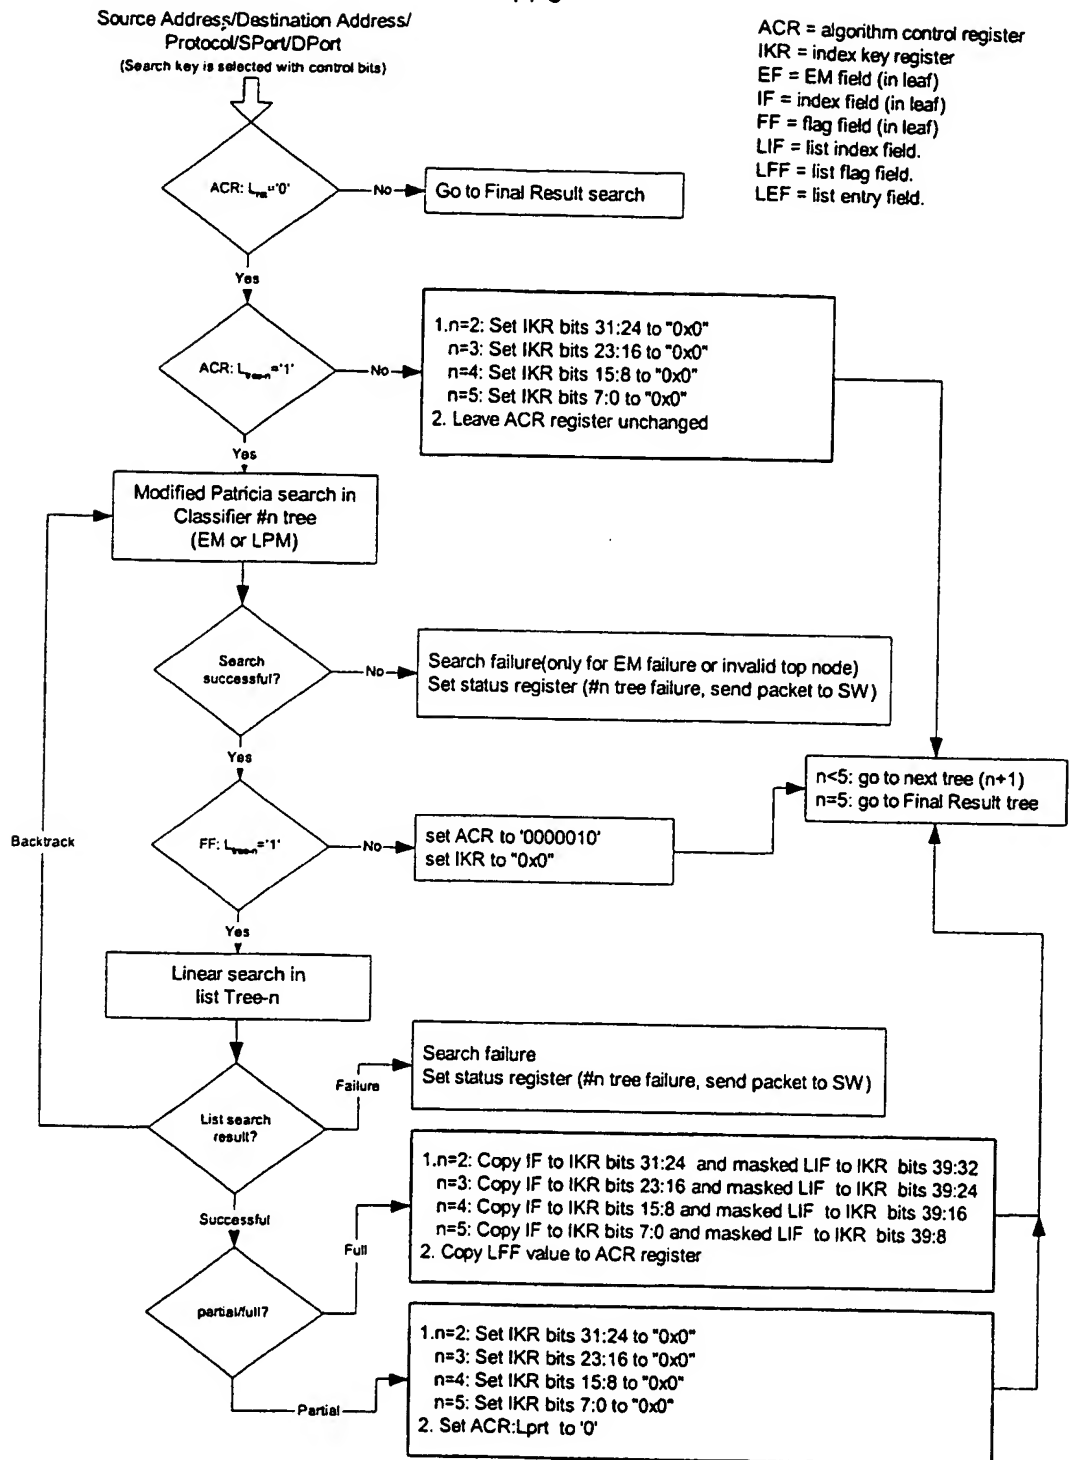 Source Address/Destination Address/
Protocol/SPort/DPort
(Search key is selected with control bits)
ACR = algorithm control register
IKR = index key register
EF = EM field (in leaf)
IF = index field (in leaf)
FF = flag field (in leaf)
LIF = list index field.
LFF = list flag field.
LEF = list entry field.
ACR: L ='0'
No
Go to Final Result search
Yes
ACR: Ltree-n='1'
No
1.n=2: Set IKR bits 31:24 to "0x0"
n=3: Set IKR bits 23:16 to "0x0"
n=4: Set IKR bits 15:8 to "0x0"
n=5: Set IKR bits 7:0 to "0x0"
2. Leave ACR register unchanged
Yes
Modified Patricia search in
Classifier #n tree
(EM or LPM)
Search
successful?
No
Search failure(only for EM failure or invalid top node)
Set status register (#n tree failure, send packet to SW)
Yes
n<5: go to next tree (n+1)
n=5: go to Final Result tree
Backtrack
FF: Ltree-n='1'
No
set ACR to '0000010'
set IKR to "0x0"
Yes
Linear search in
list Tree-n
List search
result?
Failure
Search failure
Set status register (#n tree failure, send packet to SW)
Successful
Full
1.n=2: Copy IF to IKR bits 31:24 and masked LIF to IKR bits 39:32
n=3: Copy IF to IKR bits 23:16 and masked LIF to IKR bits 39:24
n=4: Copy IF to IKR bits 15:8 and masked LIF to IKR bits 39:16
n=5: Copy IF to IKR bits 7:0 and masked LIF to IKR bits 39:8
2. Copy LFF value to ACR register
partial/full?
Partial
1.n=2: Set IKR bits 31:24 to "0x0"
n=3: Set IKR bits 23:16 to "0x0"
n=4: Set IKR bits 15:8 to "0x0"
n=5: Set IKR bits 7:0 to "0x0"
2. Set ACR:Lprt to '0'